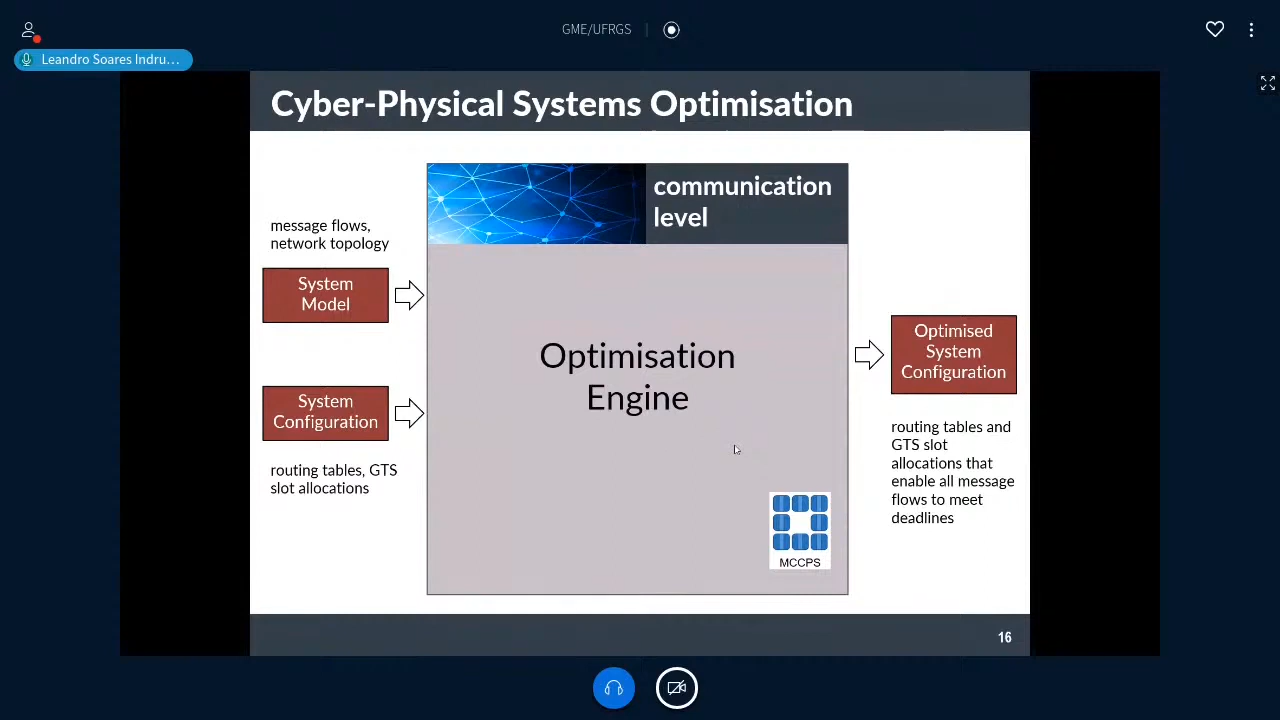 GME/UFRGS
Leandro Soares Indru…
Cyber-Physical Systems Optimisation
communication
level
message flows,
network topology
System
Model
System
Configuration
routing tables, GTS
slot allocations
Optimisation
Engine
MCCPS
Optimised
System
Configuration
routing tables and
GTS slot
allocations that
enable all message
flows to meet
deadlines
16